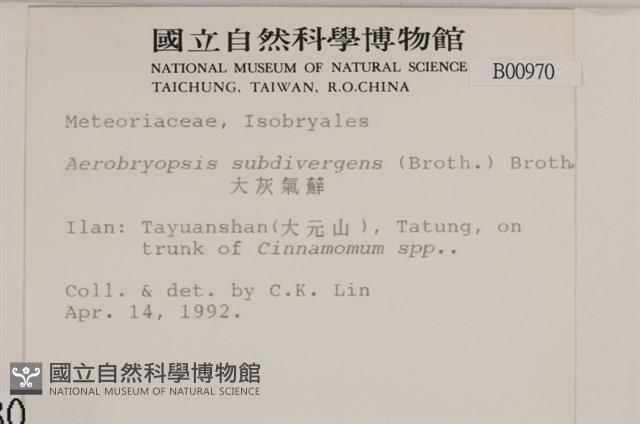 國立自然科學博物館
NATIONAL MUSEUM OF NATURAL SCIENCE
TAICHUNG, TAIWAN, R.O.CHINA
B00970
Meteoriaceae, Isobryales
Aerobryopsis subdivergens (Broth.) Broth
大灰氣蘚
Ilan: Tayuanshan(大元山), Tatung, on
trunk of Cinnamomum spp..
Coll. & det. by C.K. Lin
Apr. 14, 1992.
國立自然科學博物館
NATIONAL MUSEUM OF NATURAL SCIENCE